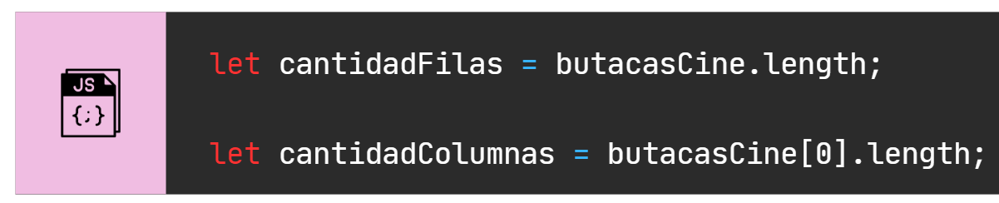 JS
{;}
let cantidadFilas = butacasCine.length;
let cantidadColumnas = butacasCine[0].length;